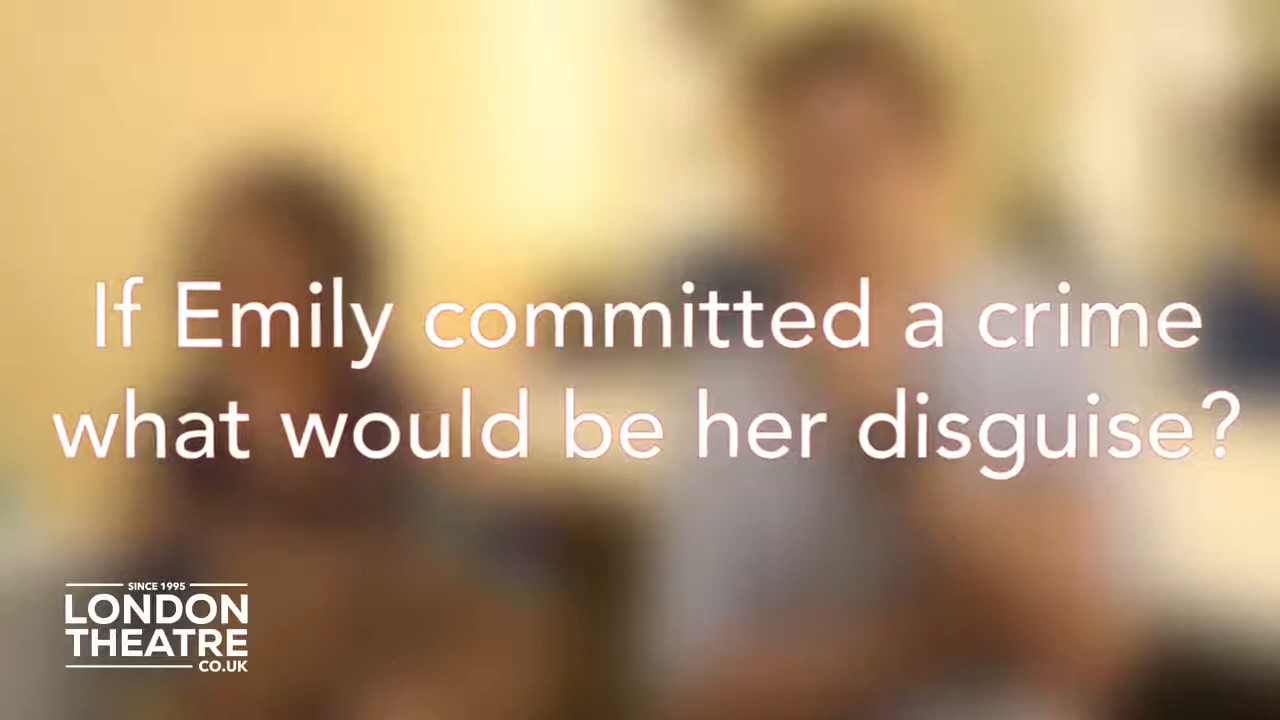 If Emily committed a crime
what would be her disguise?
SINCE 1995
LONDON
THEATRE
CO.UK